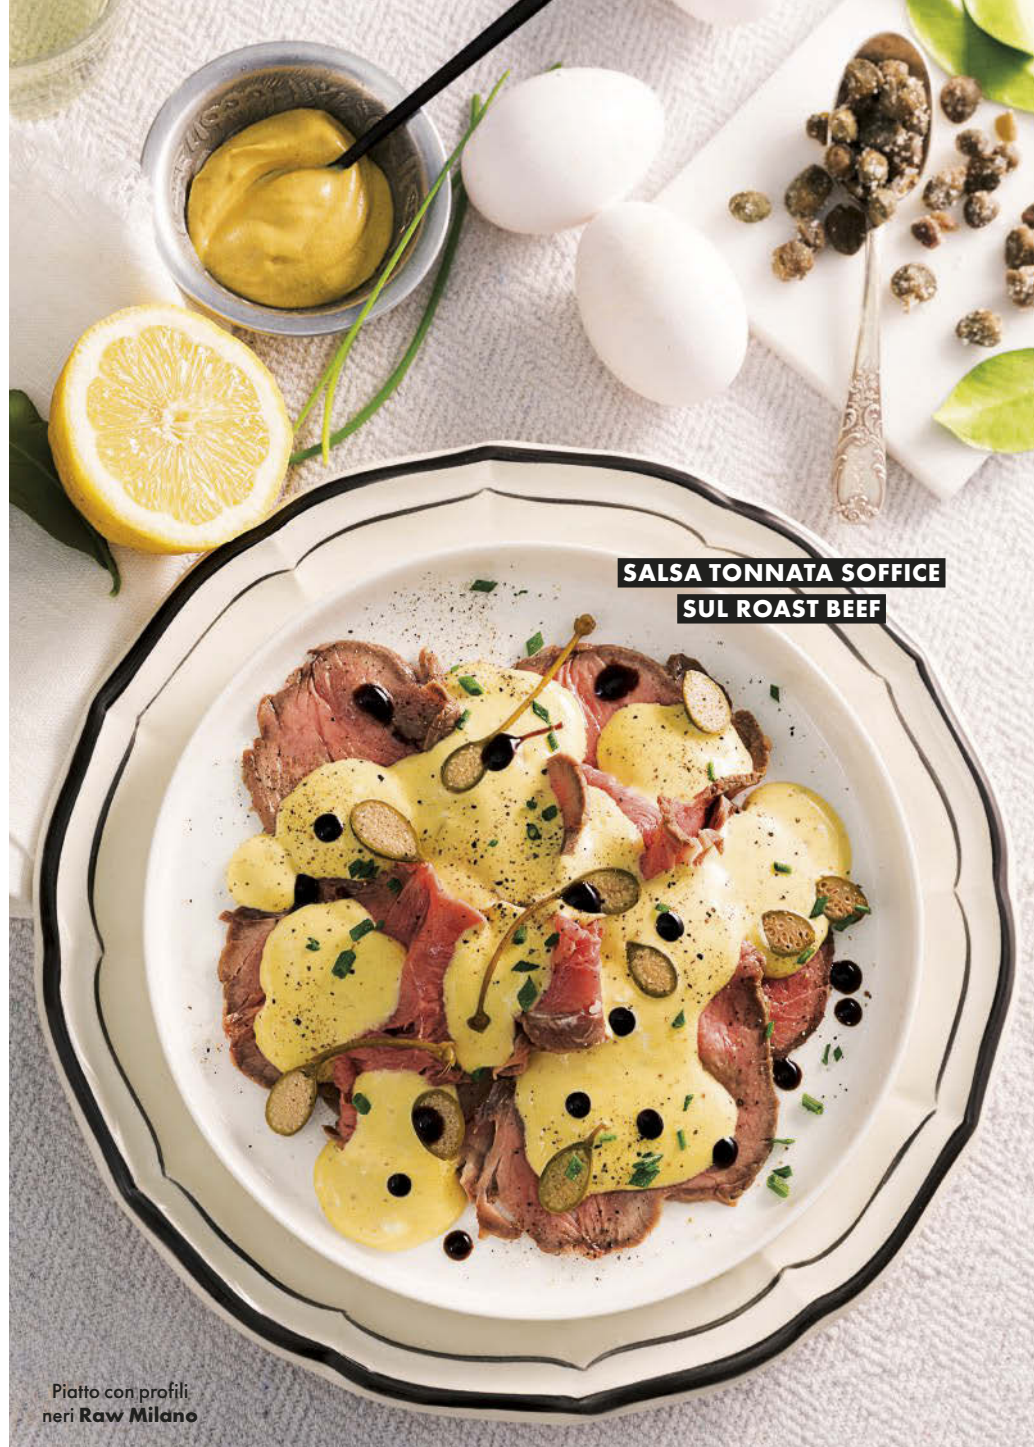 SALSA TONNATA SOFFICE
SUL ROAST BEEF
Piatto con profili
neri Raw Milano